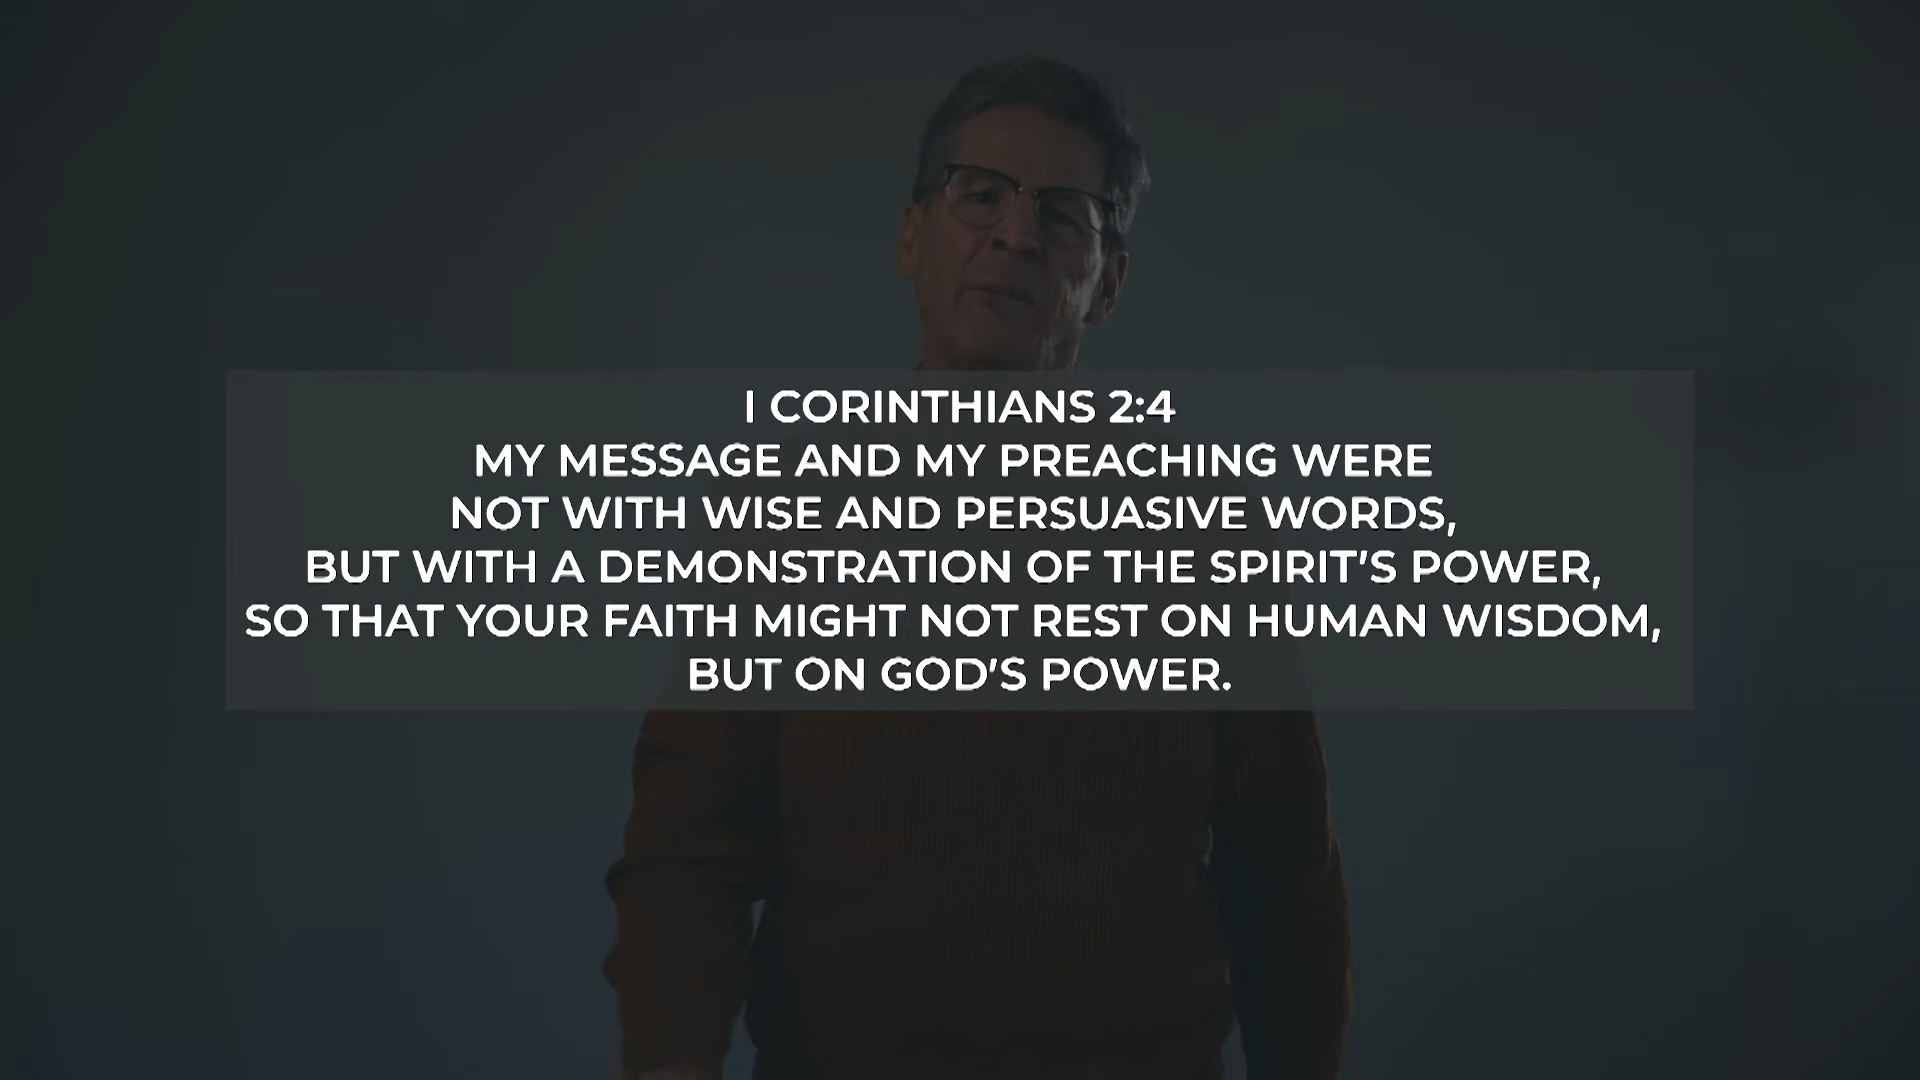 I CORINTHIANS 2:4
MY MESSAGE AND MY PREACHING WERE
NOT WITH WISE AND PERSUASIVE WORDS,
BUT WITH A DEMONSTRATION OF THE SPIRIT'S POWER,
SO THAT YOUR FAITH MIGHT NOT REST ON HUMAN WISDOM,
BUT ON GOD'S POWER.